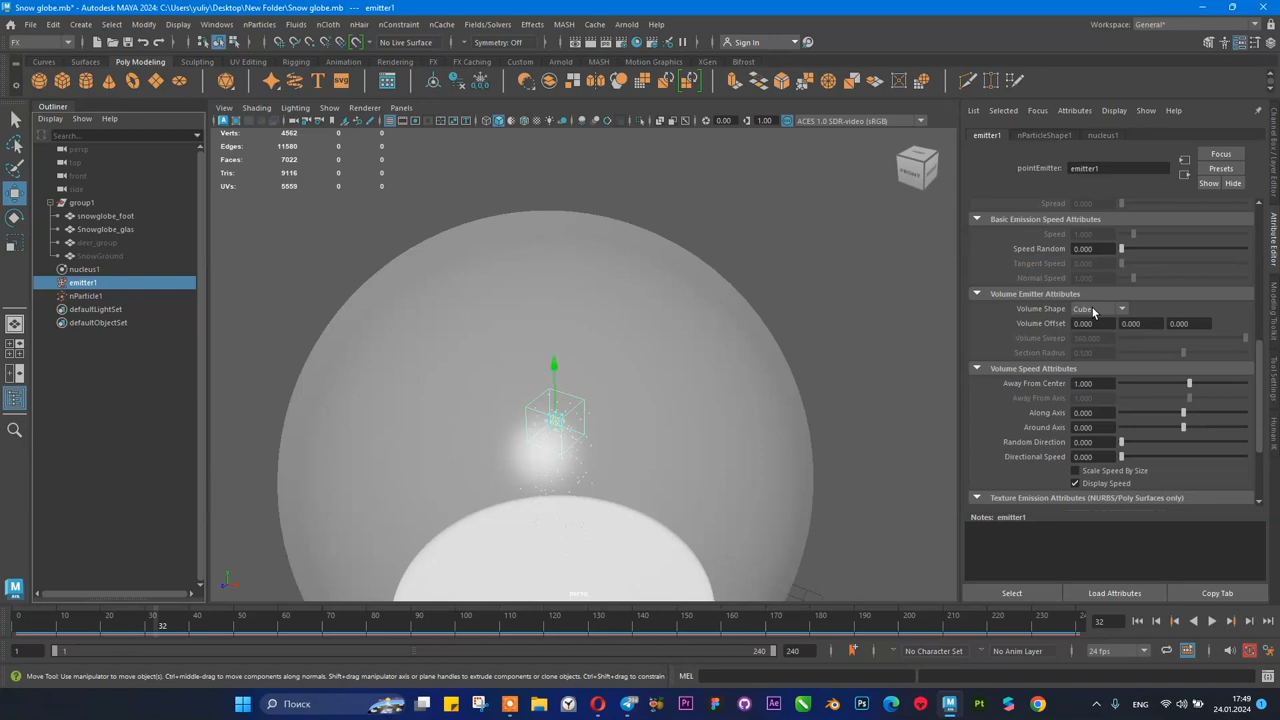 Snow globe.mb* - Autodesk MAYA 2024: C:\Users\yuliy\Desktop\New Folder\Snow globe.mb --- emitter1
File Edit Create Select Modify Display Windows nParticles Fluids nCloth nHair nConstraint nCache Fields/Solvers Effects MASH Cache Arnold Help
Workspace: General*
FX
No Live Surface
Symmetry: Off
Sign In
Curves Surfaces Poly Modeling Sculpting UV Editing Rigging Animation Rendering FX FX Caching Custom Arnold MASH Motion Graphics XGen Bifrost
T svg
0,0,0
Outliner
Display Show Help
Search...
persp
top
front
side
group1
snowglobe_foot
Snowglobe_glas
deer_group
SnowGround
nucleus1
emitter1
nParticle1
defaultLightSet
defaultObjectSet
View Shading Lighting Show Renderer Panels
0.00
1.00
ACES 1.0 SDR-video (sRGB)
Verts: 4562 0 0
Edges: 11580 0 0
Faces: 7022 0 0
Tris: 9116 0 0
UVs: 5559 0 0
FRONT
persp
List Selected Focus Attributes Display Show Help
emitter1 nParticleShape1 nucleus1
Focus
pointEmitter: emitter1
Presets
Show Hide
Spread 0.000
Basic Emission Speed Attributes
Speed 1.000
Speed Random 0.000
Tangent Speed 0.000
Normal Speed 1.000
Volume Emitter Attributes
Volume Shape Cube
Volume Offset 0.000 0.000 0.000
Volume Sweep 360.000
Section Radius 0.500
Volume Speed Attributes
Away From Center 1.000
Away From Axis 1.000
Along Axis 0.000
Around Axis 0.000
Random Direction 0.000
Directional Speed 0.000
Scale Speed By Size
Display Speed
Texture Emission Attributes (NURBS/Poly Surfaces only)
Notes: emitter1
Select Load Attributes Copy Tab
Channel Box / Layer Editor
Attribute Editor
Modeling Toolkit
0 10 20 30 40 50 60 70 80 90 100 110 120 130 140 150 160 170 180 190 200 210 220 230
32
32
1
1
240
240
No Character Set
No Anim Layer
24 fps
Move Tool: Use manipulator to move object(s). Ctrl+middle-drag to move components along normals. Shift+drag manipulator axis or plane handles to extrude components or clone objects. Ctrl+Shift+drag to constrain
MEL
Поиск
17:49
24.01.2024